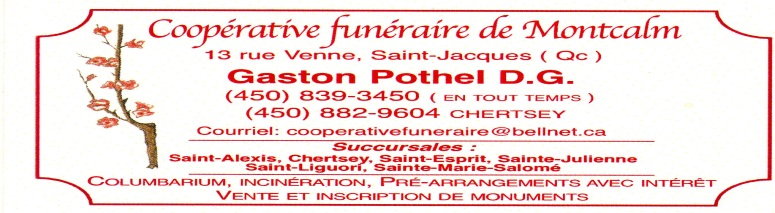 Coopérative funéraire de Montcalm
13 rue Venne, Saint-Jacques ( Qc )
Gaston Pothel D.G.
(450) 839-3450 ( EN TOUT TEMPS )
(450) 882-9604 CHERTSEY
Courriel: cooperativefuneraire@bellnet.ca
Succursales :
Saint-Alexis, Chertsey, Saint-Esprit, Sainte-Julienne
Saint-Liguori, Sainte-Marie-Salomé
COLUMBARIUM, INCINÉRATION, PRÉ-ARRANGEMENTS AVEC INTÉRÊT
VENTE ET INSCRIPTION DE MONUMENTS